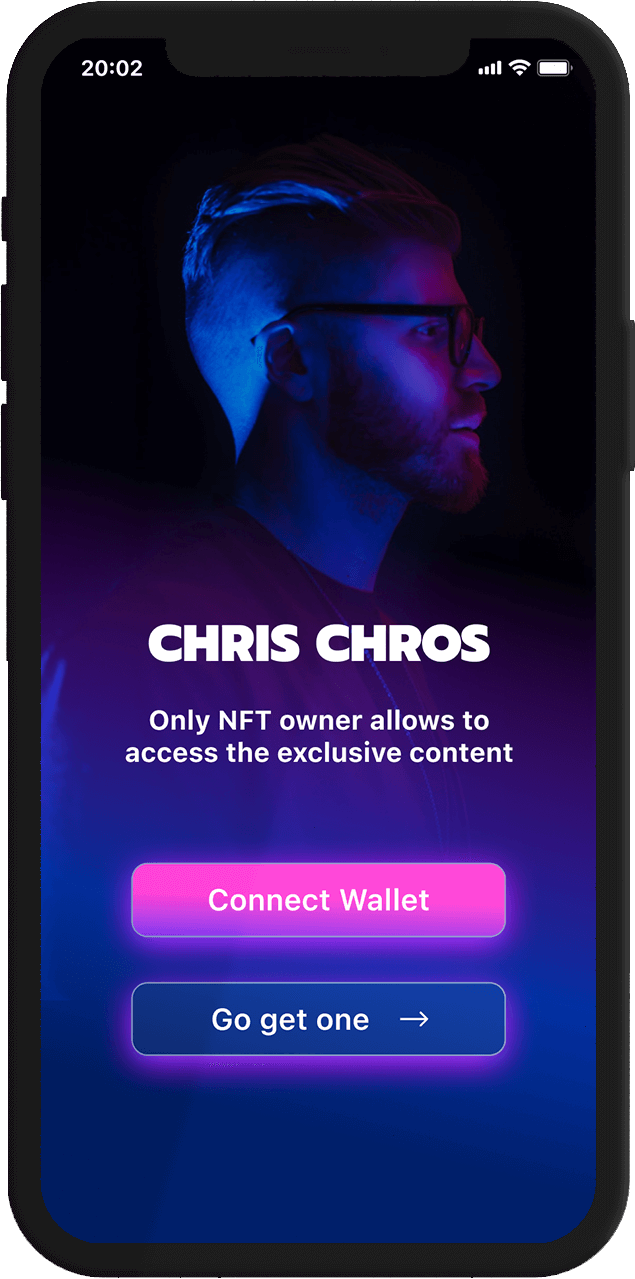 20:02
CHRIS CHROS
Only NFT owner allows to
access the exclusive content
Connect Wallet
Go get one →